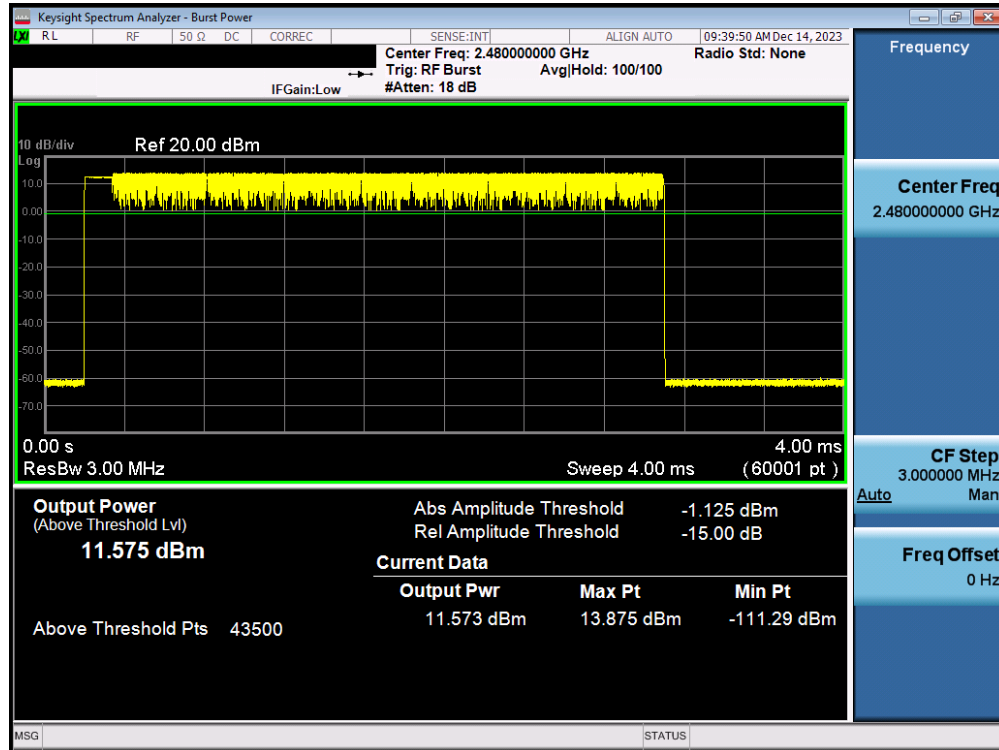 Keysight Spectrum Analyzer - Burst Power
LXI RL RF 50 Ω DC CORREC SENSE:INT ALIGN AUTO 09:39:50 AM Dec 14, 2023
Center Freq: 2.480000000 GHz Radio Std: None
Trig: RF Burst Avg|Hold: 100/100
IFGain:Low #Atten: 18 dB
10 dB/div Ref 20.00 dBm
Log
10.0
0.00
-10.0
-20.0
-30.0
-40.0
-50.0
-60.0
-70.0
0.00 s 4.00 ms
ResBw 3.00 MHz Sweep 4.00 ms (60001 pt)
Output Power
(Above Threshold Lvl)
11.575 dBm
Above Threshold Pts 43500
Abs Amplitude Threshold -1.125 dBm
Rel Amplitude Threshold -15.00 dB
Current Data
Output Pwr Max Pt Min Pt
11.573 dBm 13.875 dBm -111.29 dBm
Frequency
Center Freq
2.480000000 GHz
CF Step
3.000000 MHz
Auto Man
Freq Offset
0 Hz
MSG STATUS